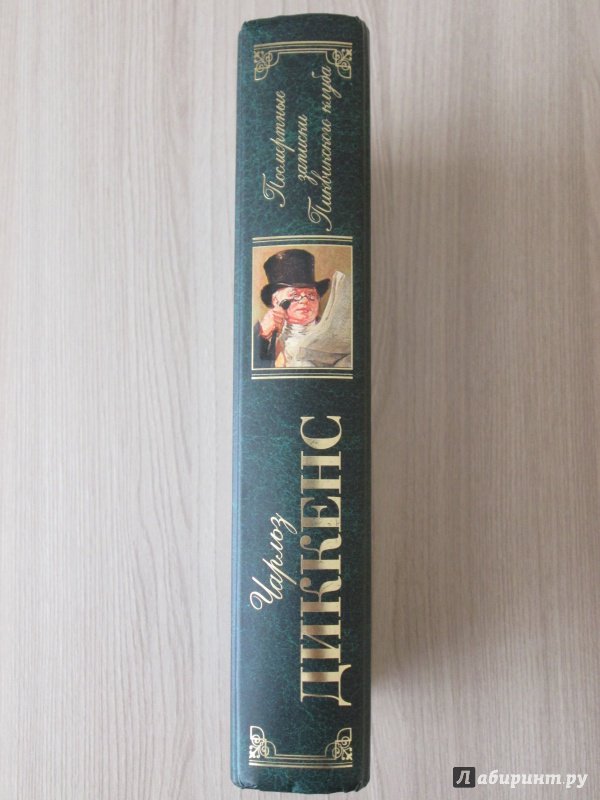 Чарльз
ДИККЕНС
Посмертные
записки
Пиквикского клуба
Лабиринт.ру